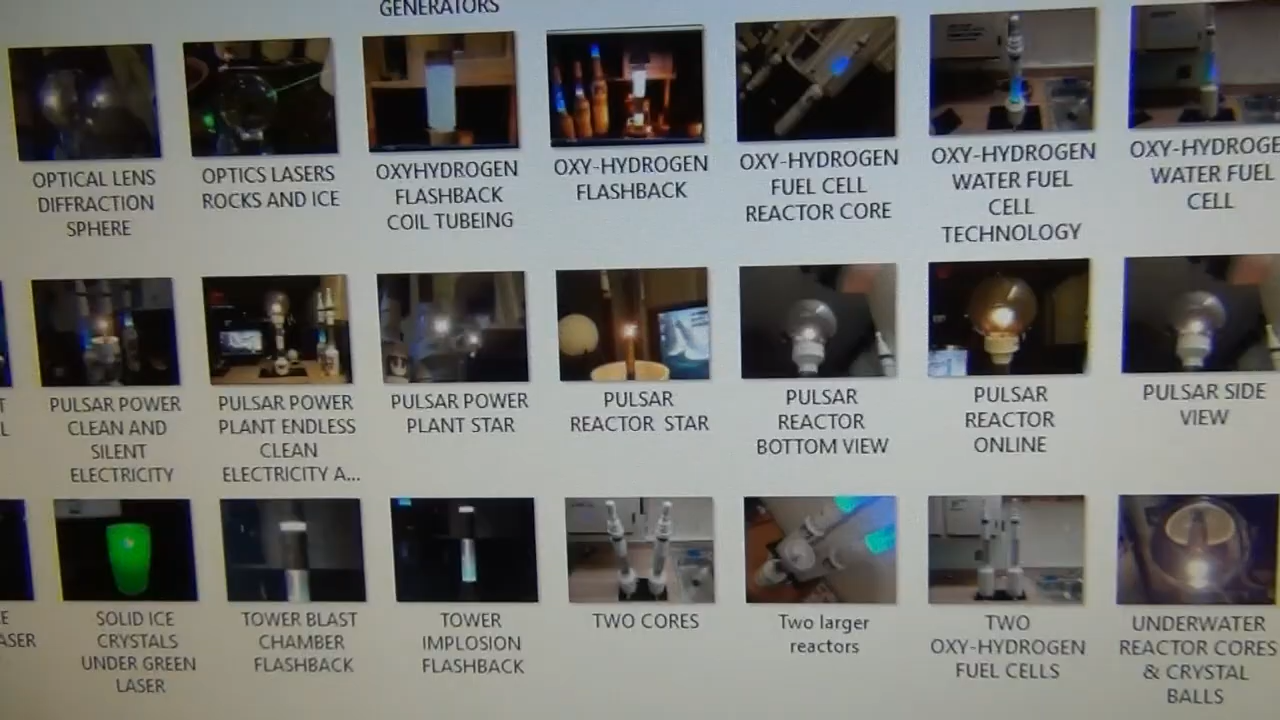 GENERATORS
OPTICAL LENS
DIFFRACTION
SPHERE
OPTICS LASERS
ROCKS AND ICE
OXYHYDROGEN
FLASHBACK
COIL TUBEING
OXY-HYDROGEN
FLASHBACK
OXY-HYDROGEN
FUEL CELL
REACTOR CORE
OXY-HYDROGEN
WATER FUEL
CELL
TECHNOLOGY
OXY-HYDROGE
WATER FUEL
CELL
T
L
PULSAR POWER
CLEAN AND
SILENT
ELECTRICITY
PULSAR POWER
PLANT ENDLESS
CLEAN
ELECTRICITY A...
PULSAR POWER
PLANT STAR
PULSAR
REACTOR STAR
PULSAR
REACTOR
BOTTOM VIEW
PULSAR
REACTOR
ONLINE
PULSAR SIDE
VIEW
E
ASER
SOLID ICE
CRYSTALS
UNDER GREEN
LASER
TOWER BLAST
CHAMBER
FLASHBACK
TOWER
IMPLOSION
FLASHBACK
TWO CORES
Two larger
reactors
TWO
OXY-HYDROGEN
FUEL CELLS
UNDERWATER
REACTOR CORES
& CRYSTAL
BALLS